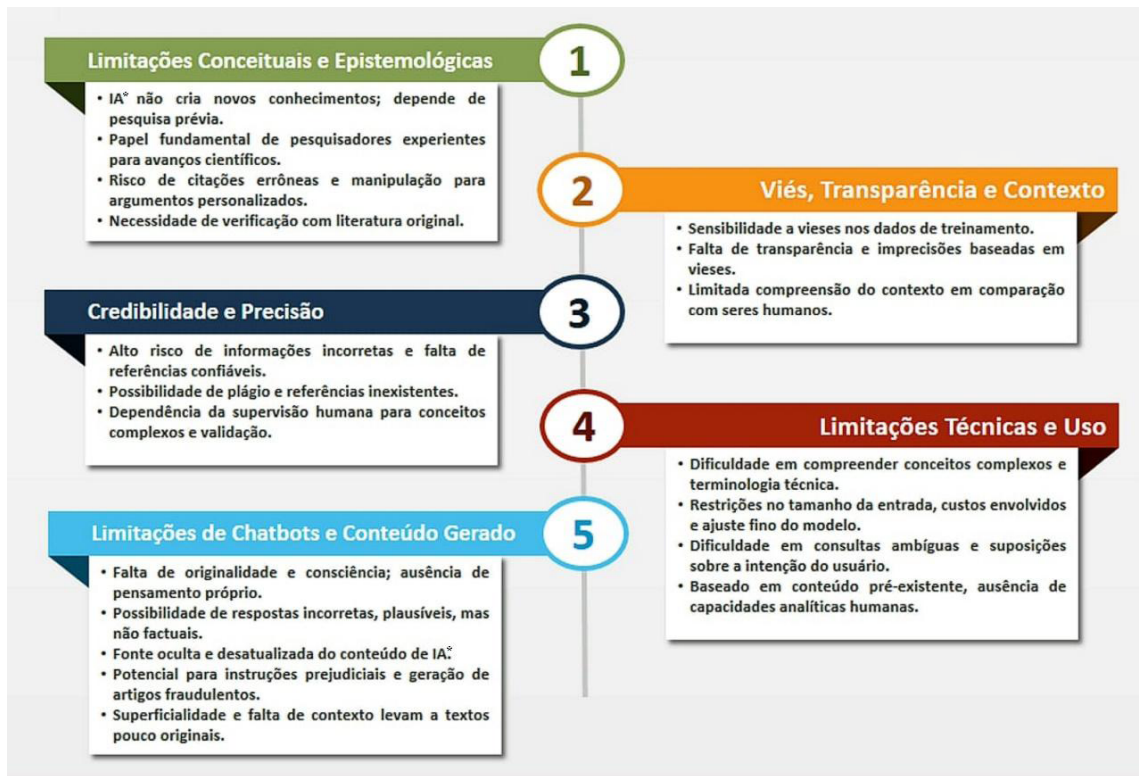 Limitações Conceituais e Epistemológicas
1
• IA* não cria novos conhecimentos; depende de
pesquisa prévia.
• Papel fundamental de pesquisadores experientes
para avanços científicos.
• Risco de citações errôneas e manipulação para
argumentos personalizados.
• Necessidade de verificação com literatura original.
2
Viés, Transparência e Contexto
• Sensibilidade a vieses nos dados de treinamento.
• Falta de transparência e imprecisões baseadas em
vieses.
• Limitada compreensão do contexto em comparação
com seres humanos.
Credibilidade e Precisão
3
• Alto risco de informações incorretas e falta de
referências confiáveis.
• Possibilidade de plágio e referências inexistentes.
• Dependência da supervisão humana para conceitos
complexos e validação.
4
Limitações Técnicas e Uso
• Dificuldade em compreender conceitos complexos e
terminologia técnica.
• Restrições no tamanho da entrada, custos envolvidos
e ajuste fino do modelo.
• Dificuldade em consultas ambíguas e suposições
sobre a intenção do usuário.
• Baseado em conteúdo pré-existente, ausência de
capacidades analíticas humanas.
Limitações de Chatbots e Conteúdo Gerado
5
• Falta de originalidade e consciência; ausência de
pensamento próprio.
• Possibilidade de respostas incorretas, plausíveis, mas
não factuais.
• Fonte oculta e desatualizada do conteúdo de IA*.
• Potencial para instruções prejudiciais e geração de
artigos fraudulentos.
• Superficialidade e falta de contexto levam a textos
pouco originais.